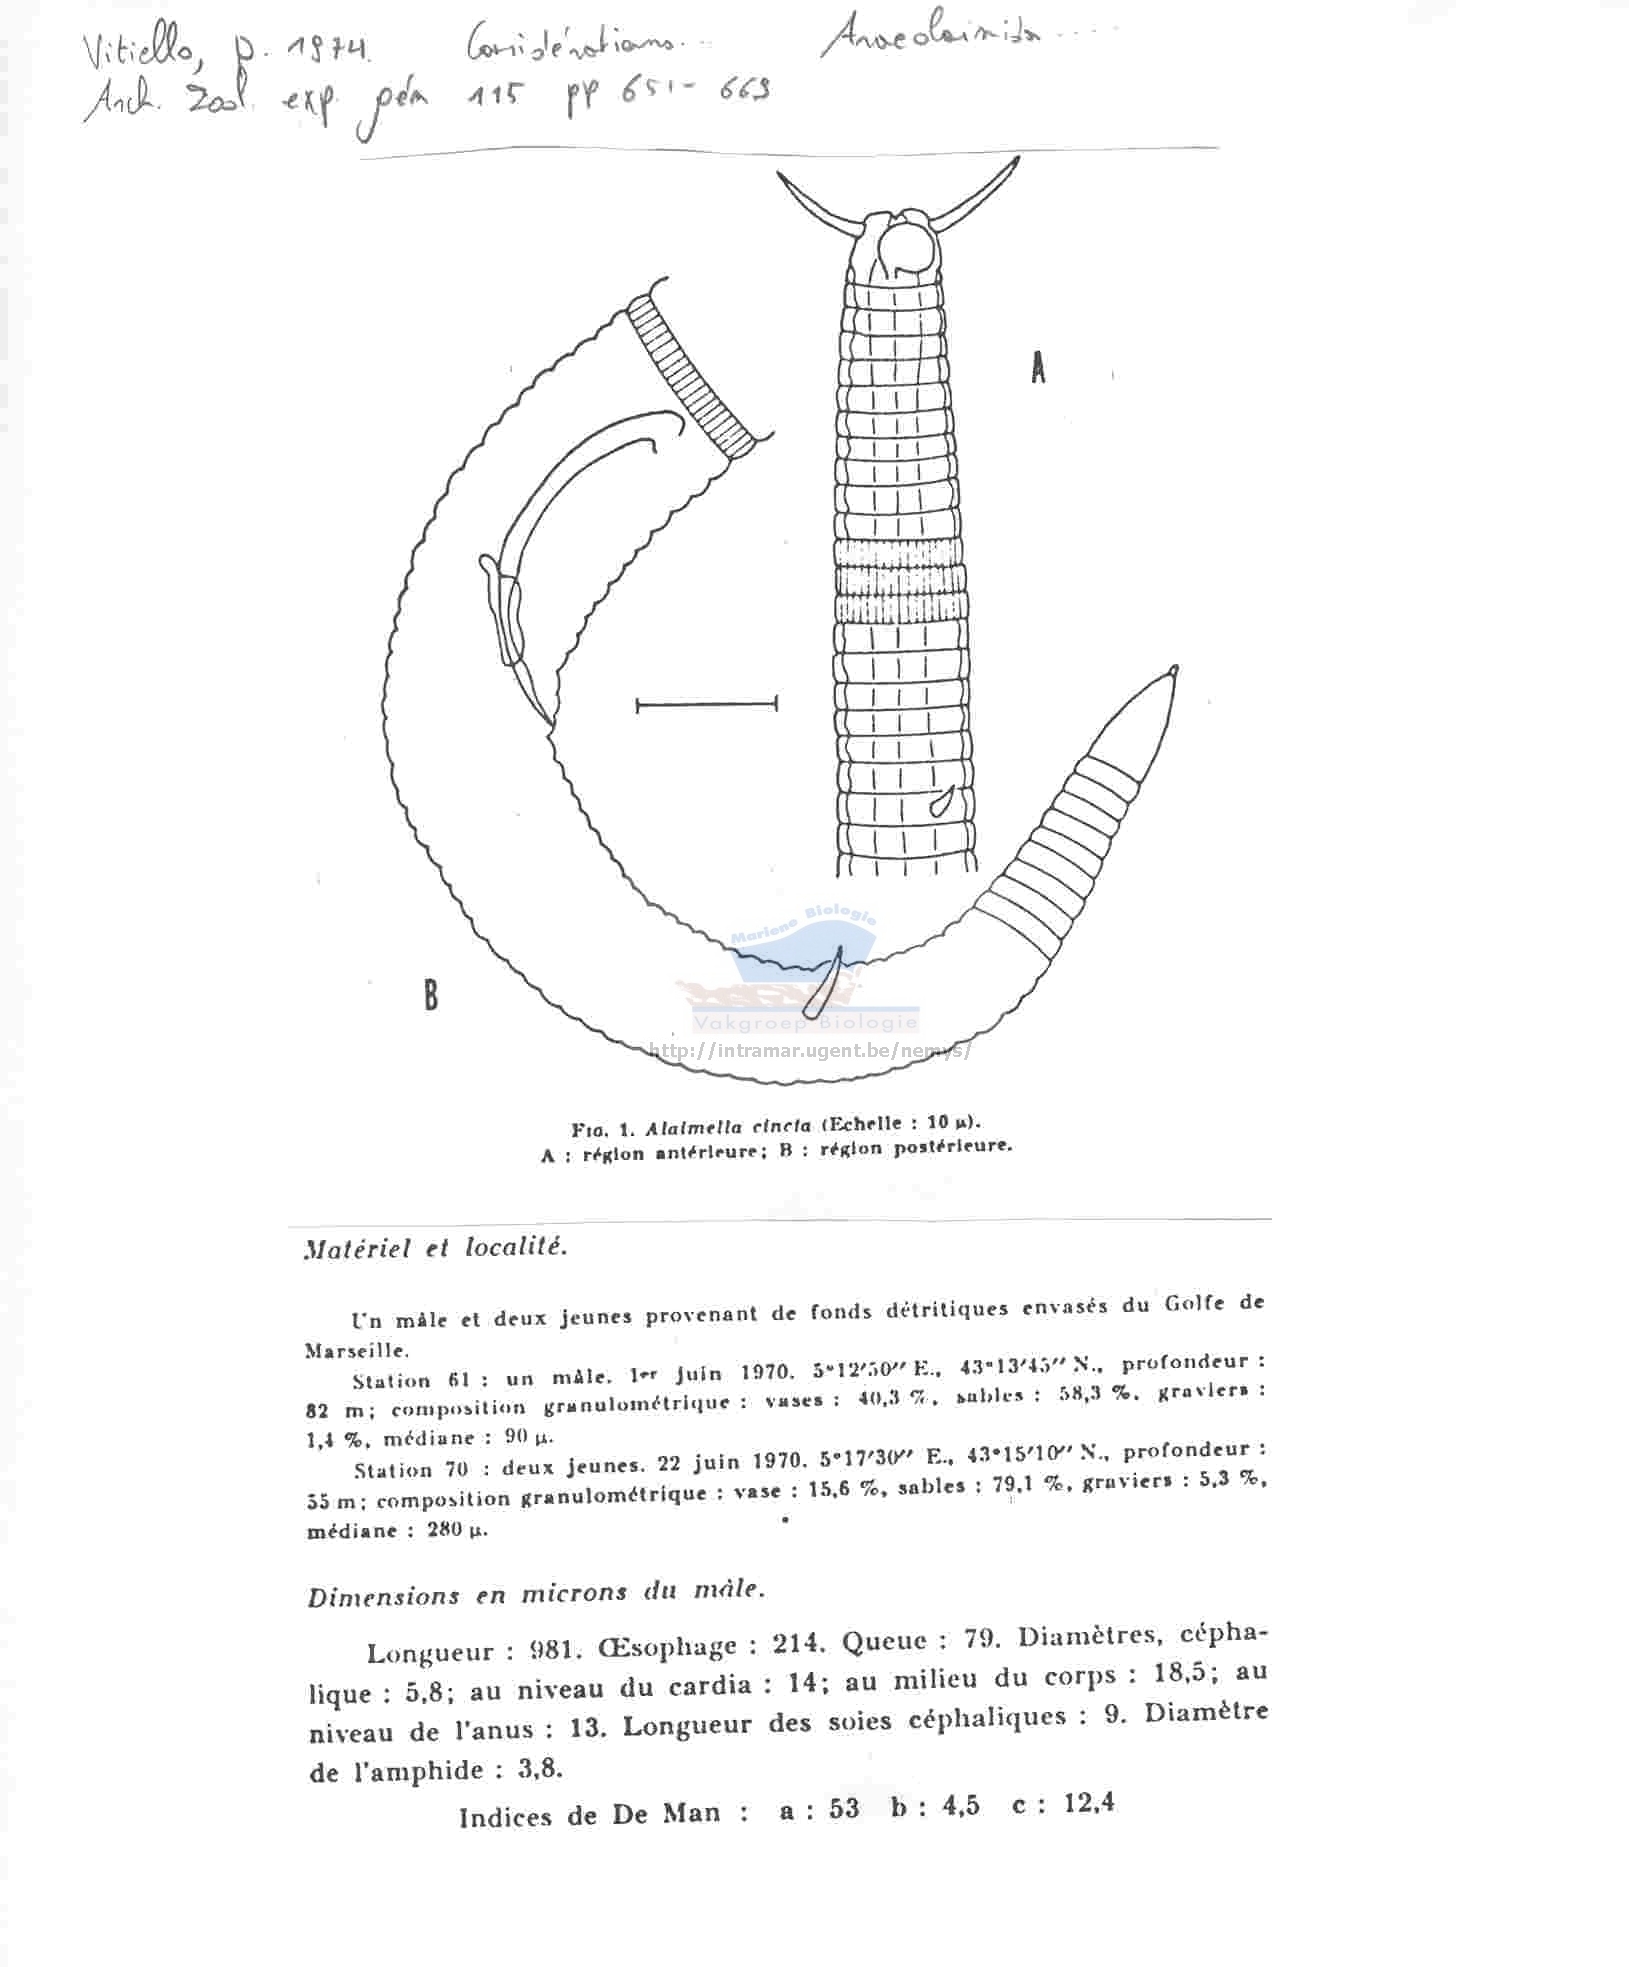 Vitiello, p. 1974. Considérations... Araeolaimida ....
Arch. Zool. exp. gén 115 pp 651-669
A
B
Mariene Biologie
Vakgroep Biologie
http://intramar.ugent.be/nemys/
FIG. 1. Alaimella cincta (Echelle : 10 µ).
A : région antérieure; B : région postérieure.
Matériel et localité.
Un mâle et deux jeunes provenant de fonds détritiques envasés du Golfe de
Marseille.
Station 61 : un mâle. 1er juin 1970. 5°12′50″ E., 43°13′45″ N., profondeur :
82 m; composition granulométrique : vases : 40,3 %, sables : 58,3 %, graviers :
1,4 %, médiane : 90 µ.
Station 70 : deux jeunes. 22 juin 1970. 5°17′30″ E., 43°15′10″ N., profondeur :
55 m; composition granulométrique : vase : 15,6 %, sables : 79,1 %, graviers : 5,3 %,
médiane : 280 µ.
Dimensions en microns du mâle.
Longueur : 981. Œsophage : 214. Queue : 79. Diamètres, cépha-
lique : 5,8; au niveau du cardia : 14; au milieu du corps : 18,5; au
niveau de l'anus : 13. Longueur des soies céphaliques : 9. Diamètre
de l'amphide : 3,8.
Indices de De Man : a : 53 b : 4,5 c : 12,4